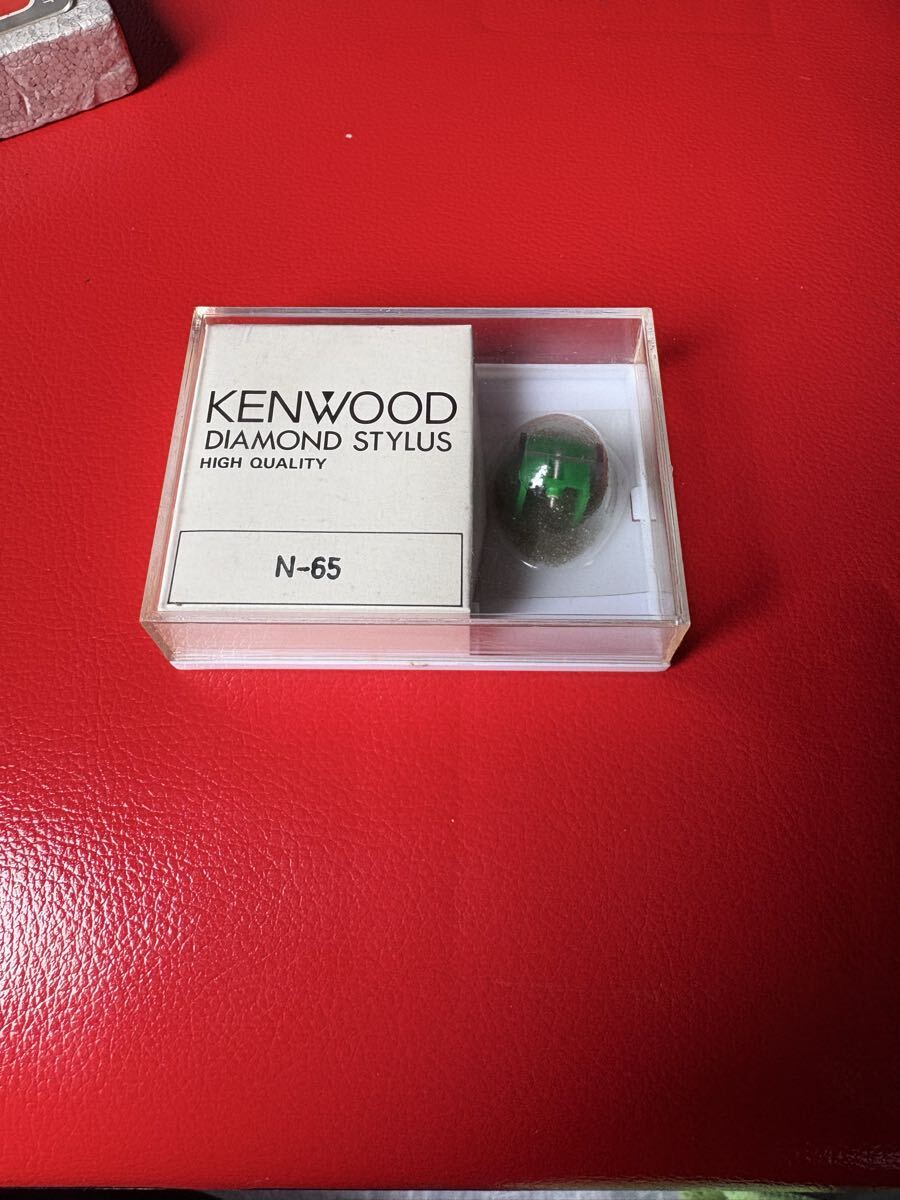 KENWOOD
DIAMOND STYLUS
HIGH QUALITY
N-65